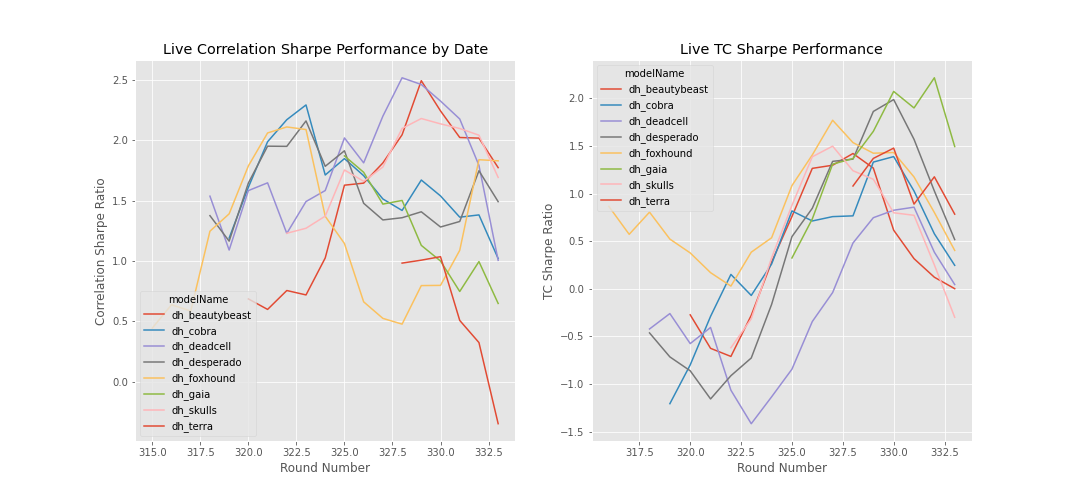 Live Correlation Sharpe Performance by Date
Correlation Sharpe Ratio
2.5
2.0
1.5
1.0
0.5
0.0
modelName
dh_beautybeast
dh_cobra
dh_deadcell
dh_desperado
dh_foxhound
dh_gaia
dh_skulls
dh_terra
315.0 317.5 320.0 322.5 325.0 327.5 330.0 332.5
Round Number
Live TC Sharpe Performance
TC Sharpe Ratio
2.0
1.5
1.0
0.5
0.0
−0.5
−1.0
−1.5
modelName
dh_beautybeast
dh_cobra
dh_deadcell
dh_desperado
dh_foxhound
dh_gaia
dh_skulls
dh_terra
317.5 320.0 322.5 325.0 327.5 330.0 332.5
Round Number